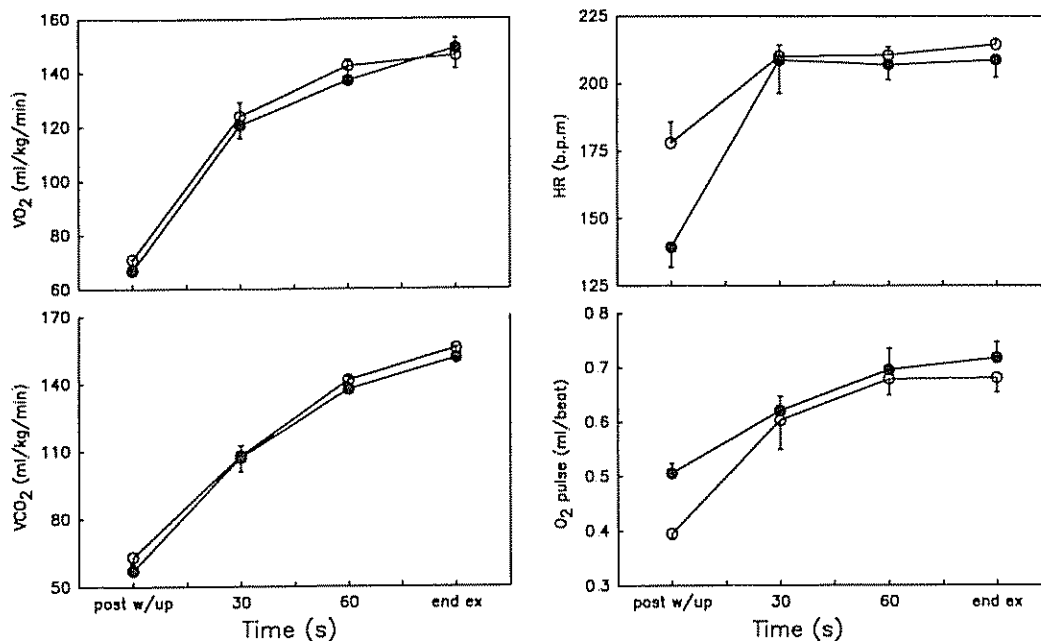 160
140
120
100
80
60
VO2 (ml/kg/min)
225
200
175
150
125
HR (b.p.m)
170
140
110
80
50
VCO2 (ml/kg/min)
post w/up 30 60 end ex
Time (s)
0.8
0.7
0.6
0.5
0.4
0.3
O2 pulse (ml/beat)
post w/up 30 60 end ex
Time (s)